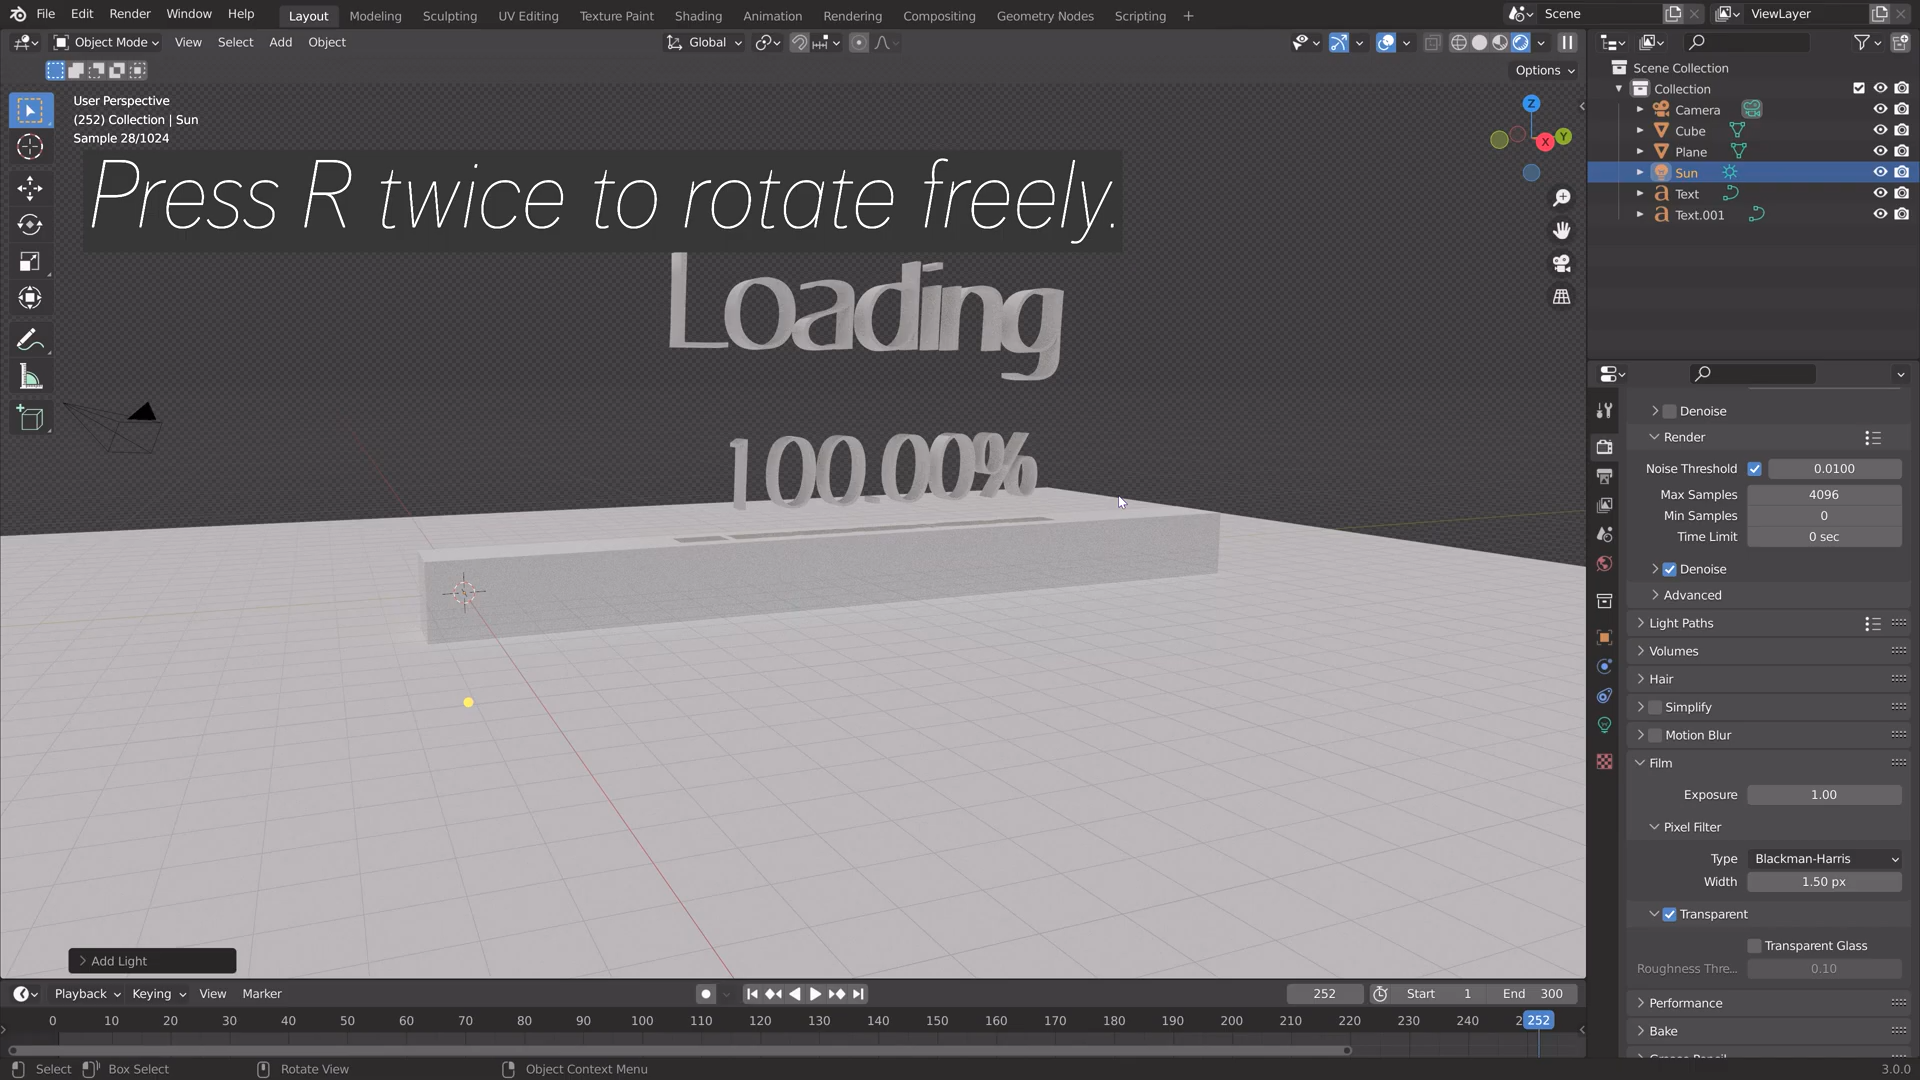 File Edit Render Window Help
Layout Modeling Sculpting UV Editing Texture Paint Shading Animation Rendering Compositing Geometry Nodes Scripting
Scene
ViewLayer
Object Mode View Select Add Object
Global
Options
User Perspective
(252) Collection | Sun
Sample 28/1024
Press R twice to rotate freely.
Loading
100.00%
Z
X
Y
Add Light
Scene Collection
Collection
Camera
Cube
Plane
Sun
Text
Text.001
Denoise
Render
Noise Threshold 0.0100
Max Samples 4096
Min Samples 0
Time Limit 0 sec
Denoise
Advanced
Light Paths
Volumes
Hair
Simplify
Motion Blur
Film
Exposure 1.00
Pixel Filter
Type Blackman-Harris
Width 1.50 px
Transparent
Transparent Glass
Roughness Thre... 0.10
Performance
Bake
Playback Keying View Marker
252
Start 1
End 300
0 10 20 30 40 50 60 70 80 90 100 110 120 130 140 150 160 170 180 190 200 210 220 230 240 252
Select Box Select Rotate View Object Context Menu
3.0.0